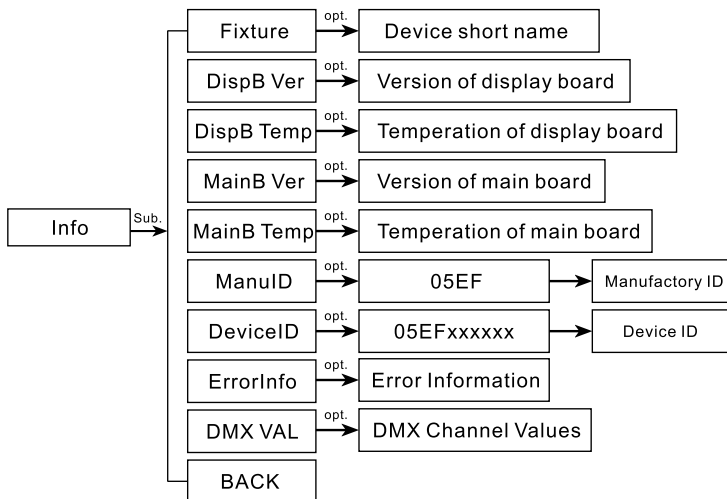 Fixture opt. Device short name
DispB Ver opt. Version of display board
DispB Temp opt. Temperation of display board
MainB Ver opt. Version of main board
Info Sub.
MainB Temp opt. Temperation of main board
ManuID opt. 05EF Manufactory ID
DeviceID opt. 05EFxxxxxx Device ID
ErrorInfo opt. Error Information
DMX VAL opt. DMX Channel Values
BACK